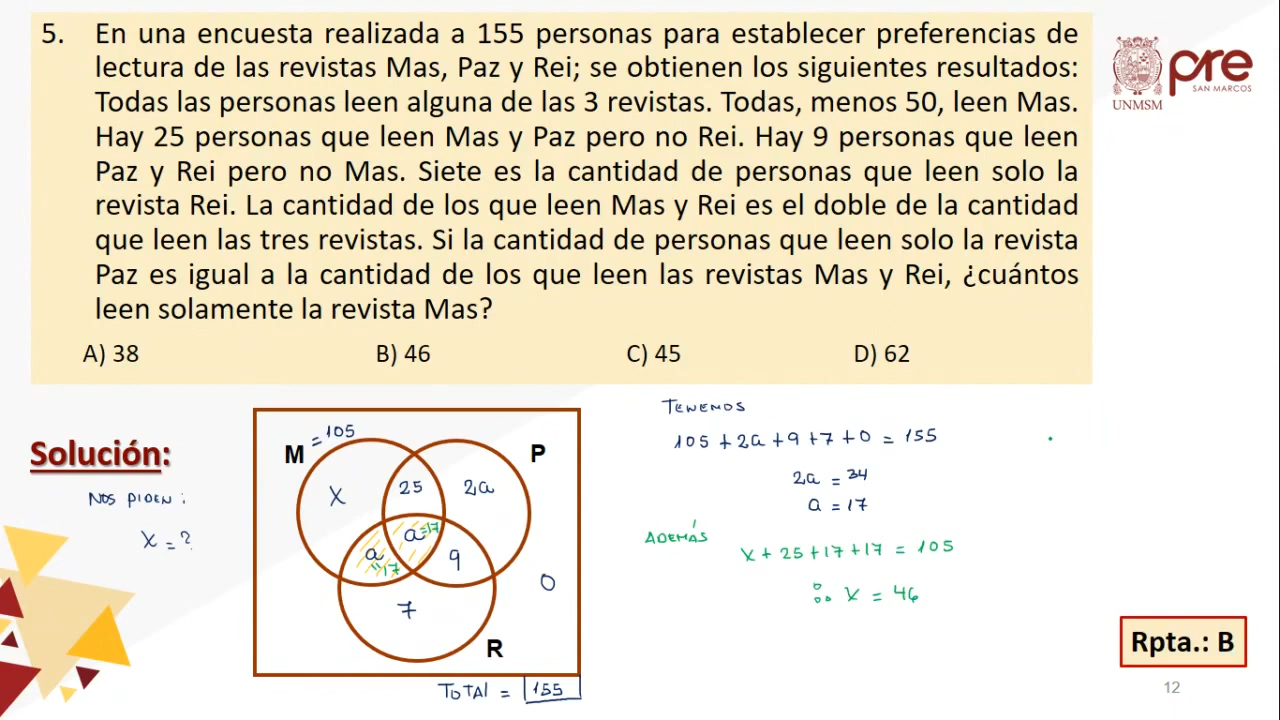 5. En una encuesta realizada a 155 personas para establecer preferencias de
lectura de las revistas Mas, Paz y Rei; se obtienen los siguientes resultados:
Todas las personas leen alguna de las 3 revistas. Todas, menos 50, leen Mas.
Hay 25 personas que leen Mas y Paz pero no Rei. Hay 9 personas que leen
Paz y Rei pero no Mas. Siete es la cantidad de personas que leen solo la
revista Rei. La cantidad de los que leen Mas y Rei es el doble de la cantidad
que leen las tres revistas. Si la cantidad de personas que leen solo la revista
Paz es igual a la cantidad de los que leen las revistas Mas y Rei, ¿cuántos
leen solamente la revista Mas?
A) 38 B) 46 C) 45 D) 62
UNMSM
pre
SAN MARCOS
Solución:
NOS PIDEN :
x = ?
M = 105
P
x
25
2a
a = 17
a = 17
9
7
0
R
TOTAL = 155
TENEMOS
105 + 2a + 9 + 7 + 0 = 155
2a = 34
a = 17
ADEMÁS
x + 25 + 17 + 17 = 105
∴ x = 46
Rpta.: B
12